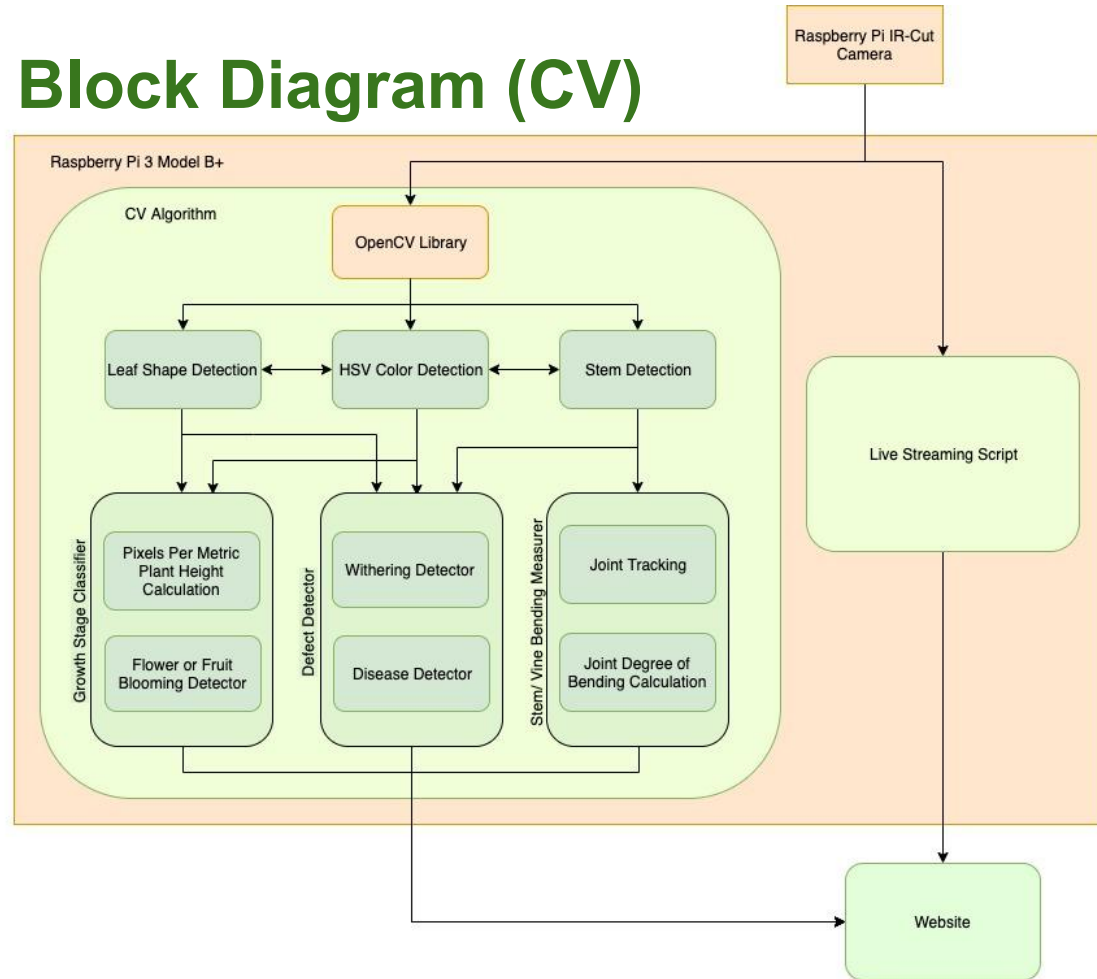 Block Diagram (CV)
Raspberry Pi IR-Cut
Camera
Raspberry Pi 3 Model B+
CV Algorithm
OpenCV Library
Leaf Shape Detection
HSV Color Detection
Stem Detection
Live Streaming Script
Growth Stage Classifier
Pixels Per Metric
Plant Height
Calculation
Flower or Fruit
Blooming Detector
Defect Detector
Withering Detector
Disease Detector
Stem/ Vine Bending Measurer
Joint Tracking
Joint Degree of
Bending Calculation
Website